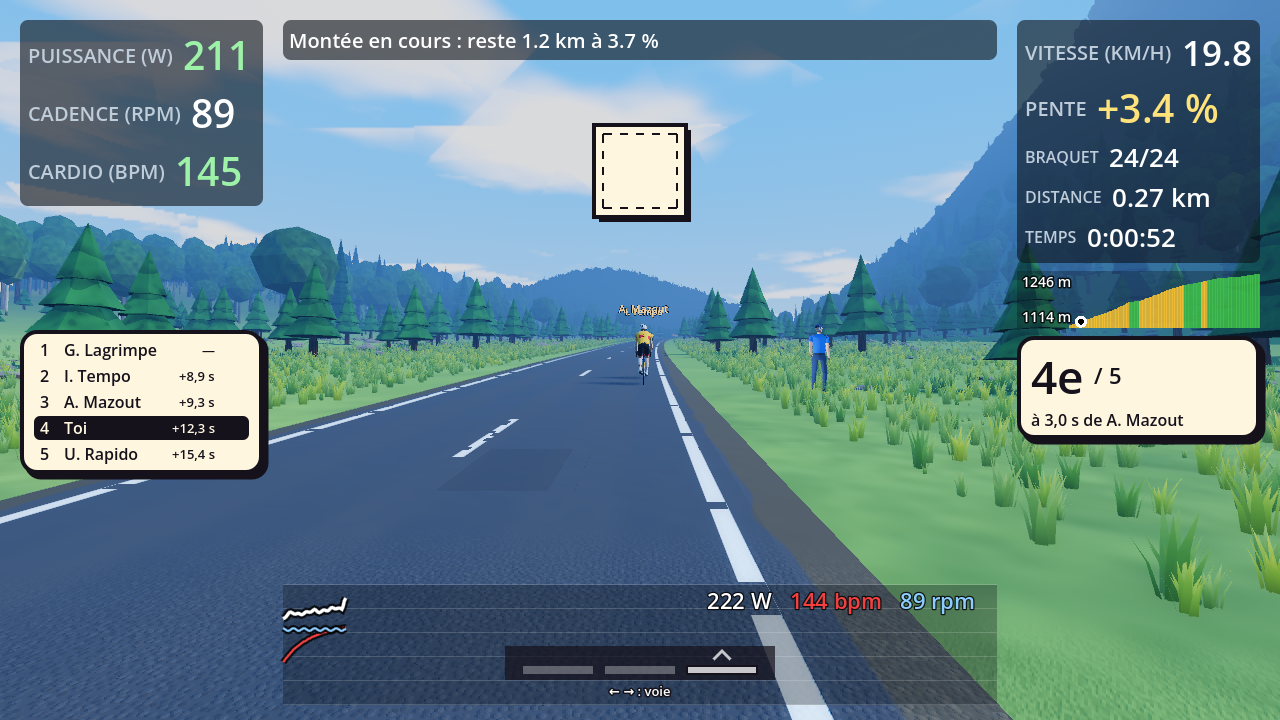 PUISSANCE (W) 211
CADENCE (RPM) 89
CARDIO (BPM) 145
Montée en cours : reste 1.2 km à 3.7 %
VITESSE (KM/H) 19.8
PENTE +3.4 %
BRAQUET 24/24
DISTANCE 0.27 km
TEMPS 0:00:52
1246 m
1114 m
A. Mazout
1 G. Lagrimpe —
2 I. Tempo +8,9 s
3 A. Mazout +9,3 s
4 Toi +12,3 s
5 U. Rapido +15,4 s
4e / 5
à 3,0 s de A. Mazout
222 W 144 bpm 89 rpm
← → : voie